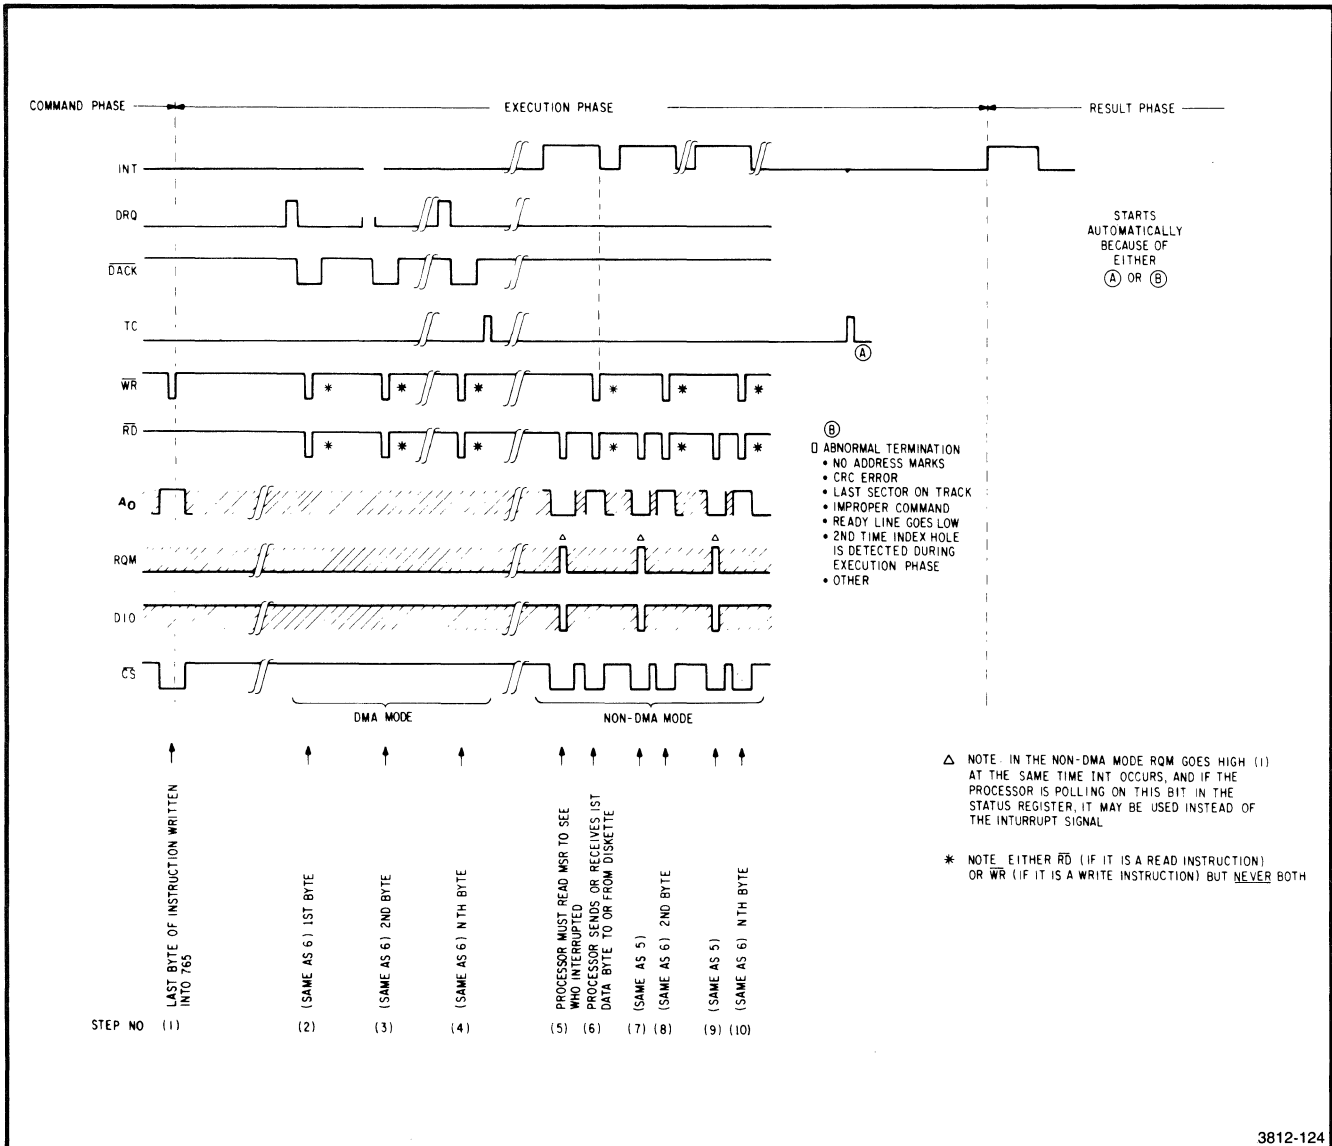 COMMAND PHASE
EXECUTION PHASE
RESULT PHASE
INT
DRQ
DACK
TC
WR
RD
A0
RQM
DIO
CS
* * * * * *
* * * * * *
△ △ △
STARTS
AUTOMATICALLY
BECAUSE OF
EITHER
Ⓐ OR Ⓑ
Ⓐ
Ⓑ
ABNORMAL TERMINATION
• NO ADDRESS MARKS
• CRC ERROR
• LAST SECTOR ON TRACK
• IMPROPER COMMAND
• READY LINE GOES LOW
• 2ND TIME INDEX HOLE
IS DETECTED DURING
EXECUTION PHASE
• OTHER
DMA MODE
NON-DMA MODE
△ NOTE: IN THE NON-DMA MODE RQM GOES HIGH (1)
AT THE SAME TIME INT OCCURS, AND IF THE
PROCESSOR IS POLLING ON THIS BIT IN THE
STATUS REGISTER, IT MAY BE USED INSTEAD OF
THE INTURRUPT SIGNAL
* NOTE EITHER RD (IF IT IS A READ INSTRUCTION)
OR WR (IF IT IS A WRITE INSTRUCTION) BUT NEVER BOTH
LAST BYTE OF INSTRUCTION WRITTEN
INTO 765
(SAME AS 6) 1ST BYTE
(SAME AS 6) 2ND BYTE
(SAME AS 6) N TH BYTE
PROCESSOR MUST READ MSR TO SEE
WHO INTERRUPTED
PROCESSOR SENDS OR RECEIVES 1ST
DATA BYTE TO OR FROM DISKETTE
(SAME AS 5)
(SAME AS 6) 2ND BYTE
(SAME AS 5)
(SAME AS 6) N TH BYTE
STEP NO (1) (2) (3) (4) (5) (6) (7) (8) (9) (10)
3812-124